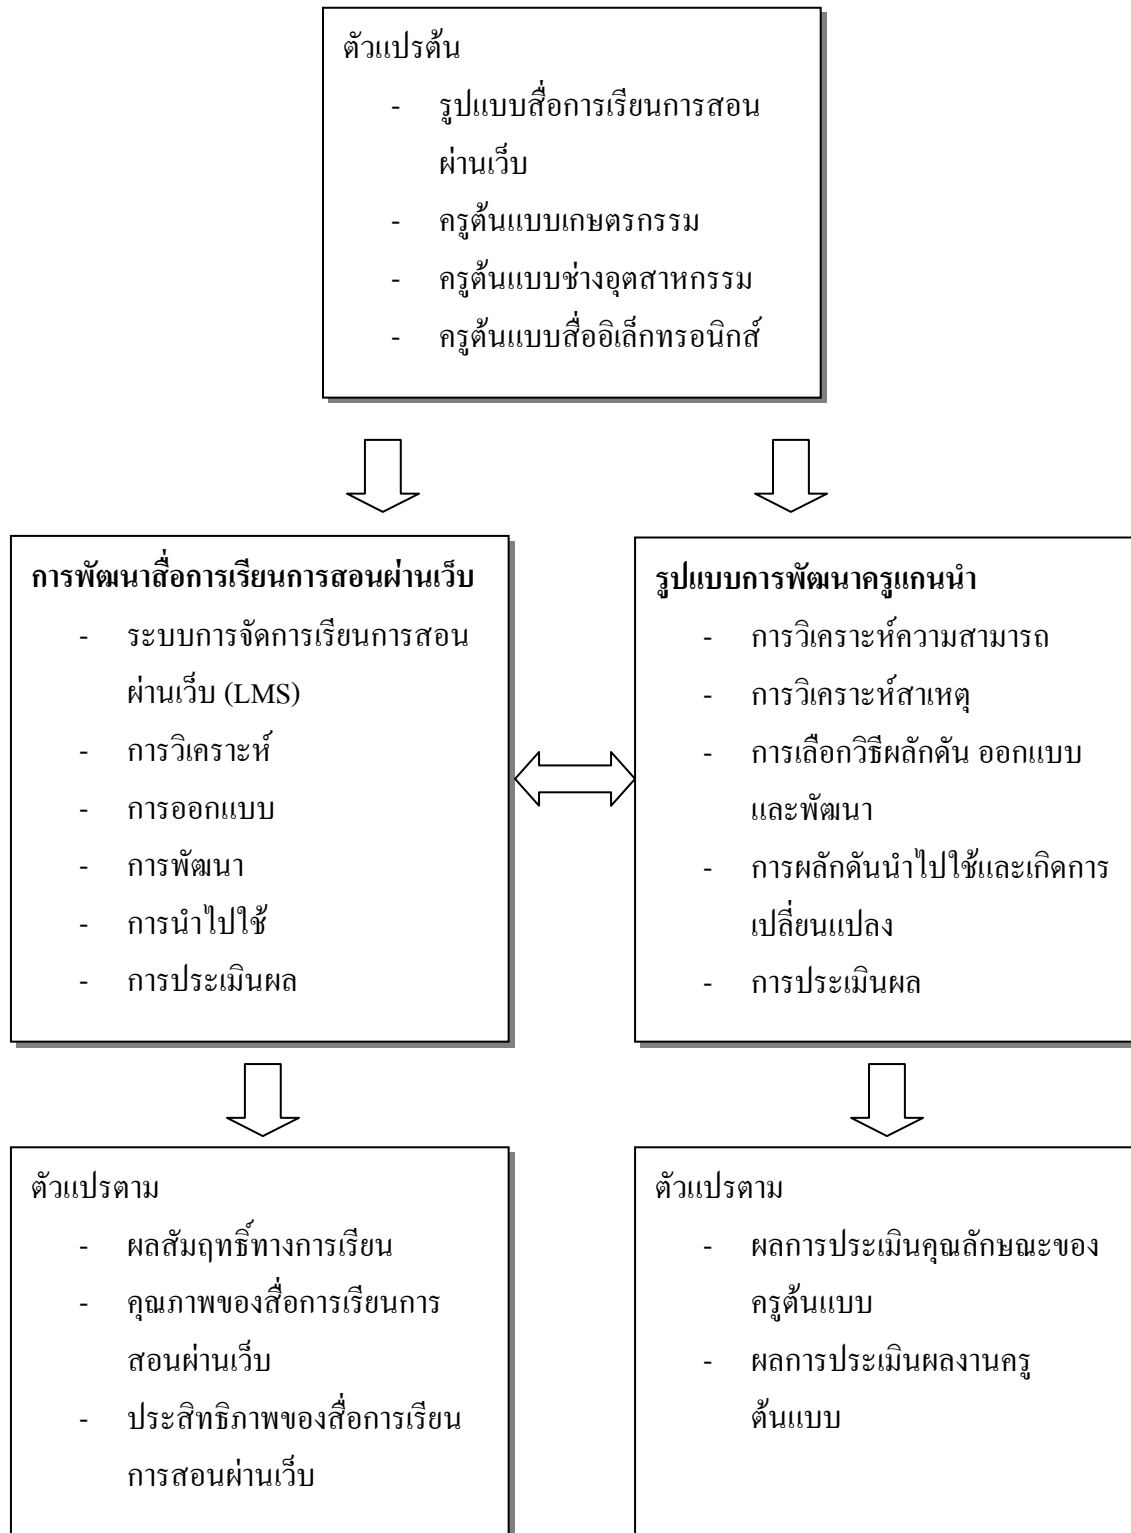 ตัวแปรต้น
- รูปแบบสื่อการเรียนการสอน
ผ่านเว็บ
- ครูต้นแบบเกษตรกรรม
- ครูต้นแบบช่างอุตสาหกรรม
- ครูต้นแบบสื่ออิเล็กทรอนิกส์
การพัฒนาสื่อการเรียนการสอนผ่านเว็บ
- ระบบการจัดการเรียนการสอน
ผ่านเว็บ (LMS)
- การวิเคราะห์
- การออกแบบ
- การพัฒนา
- การนำไปใช้
- การประเมินผล
รูปแบบการพัฒนาครูแกนนำ
- การวิเคราะห์ความสามารถ
- การวิเคราะห์สาเหตุ
- การเลือกวิธีผลักดัน ออกแบบ
และพัฒนา
- การผลักดันนำไปใช้และเกิดการ
เปลี่ยนแปลง
- การประเมินผล
ตัวแปรตาม
- ผลสัมฤทธิ์ทางการเรียน
- คุณภาพของสื่อการเรียนการ
สอนผ่านเว็บ
- ประสิทธิภาพของสื่อการเรียน
การสอนผ่านเว็บ
ตัวแปรตาม
- ผลการประเมินคุณลักษณะของ
ครูต้นแบบ
- ผลการประเมินผลงานครู
ต้นแบบ